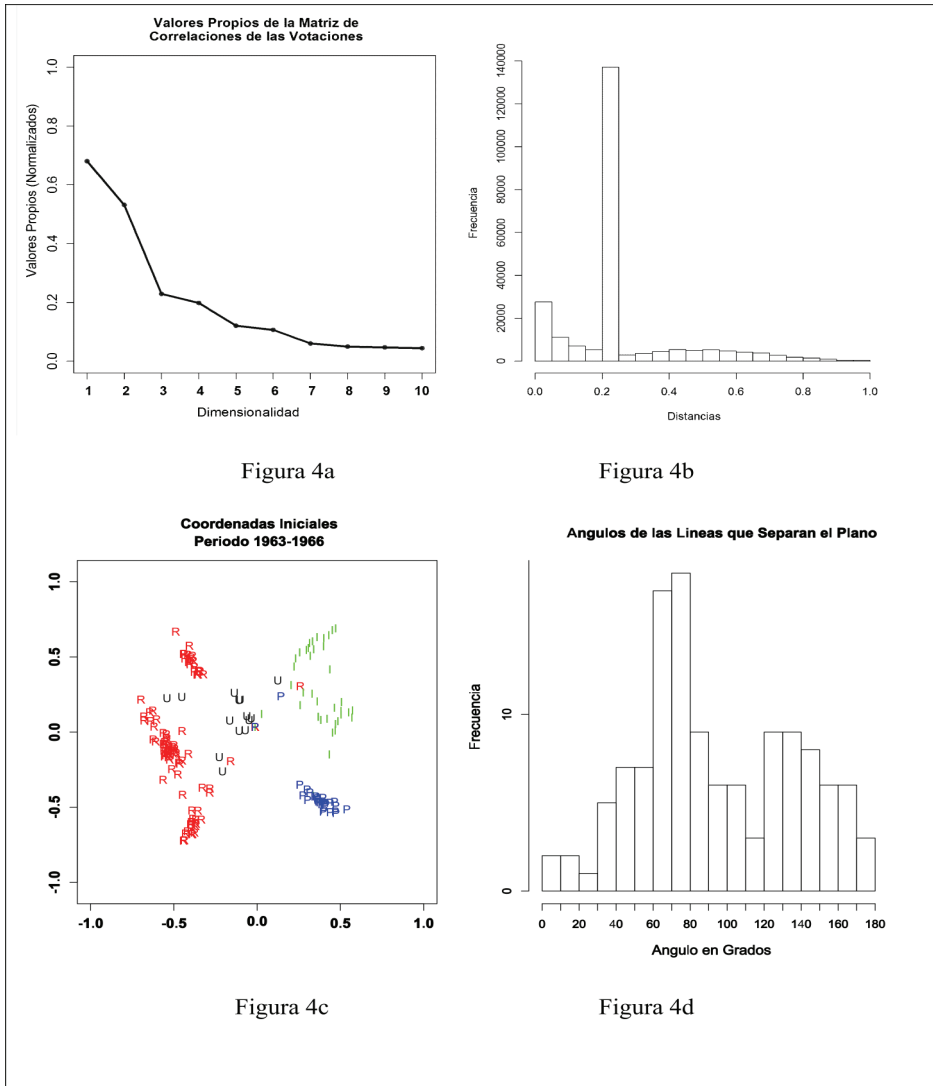 Valores Propios de la Matriz de
Correlaciones de las Votaciones
Valores Propios (Normalizados)
1.0
0.8
0.6
0.4
0.2
0.0
1 2 3 4 5 6 7 8 9 10
Dimensionalidad
Figura 4a
Frecuencia
140000
120000
100000
80000
60000
40000
20000
0
0.0 0.2 0.4 0.6 0.8 1.0
Distancias
Figura 4b
Coordenadas Iniciales
Periodo 1963-1966
1.0
0.5
0.0
-0.5
-1.0
-1.0 -0.5 0.0 0.5 1.0
Figura 4c
Angulos de las Lineas que Separan el Plano
Frecuencia
10
0
0 20 40 60 80 100 120 140 160 180
Angulo en Grados
Figura 4d